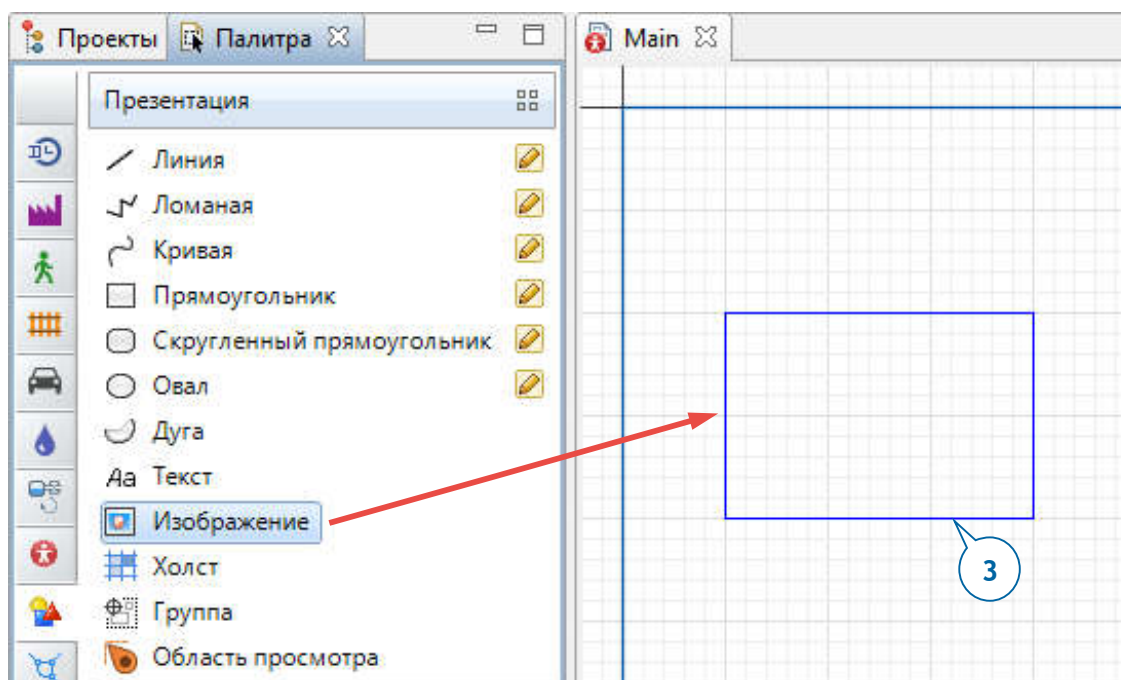 Проекты Палитра Main
Презентация
Линия
Ломаная
Кривая
Прямоугольник
Скругленный прямоугольник
Овал
Дуга
Aa Текст
Изображение
Холст
Группа
Область просмотра
3